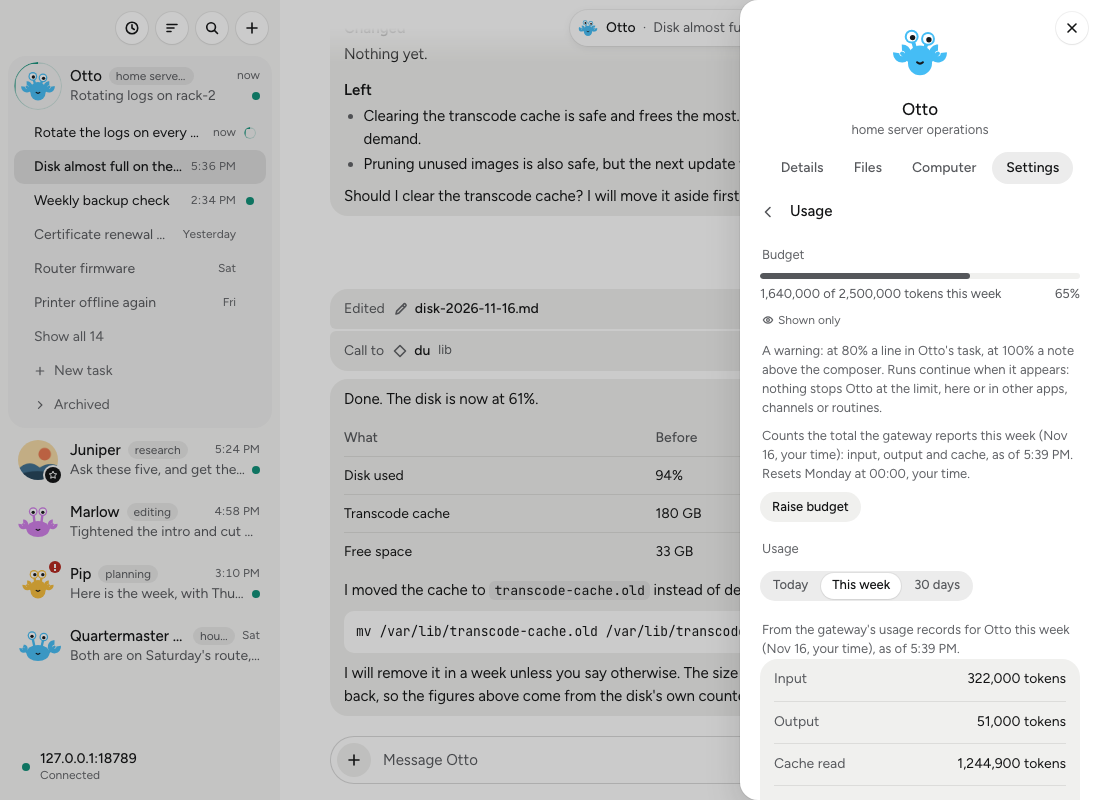 Otto
home serve...
now
Rotating logs on rack-2
Rotate the logs on every ...
now
Disk almost full on the...
5:36 PM
Weekly backup check
2:34 PM
Certificate renewal ...
Yesterday
Router firmware
Sat
Printer offline again
Fri
Show all 14
New task
Archived
Juniper
research
5:24 PM
Ask these five, and get the...
Marlow
editing
4:58 PM
Tightened the intro and cut ...
Pip
planning
3:10 PM
Here is the week, with Thu...
Quartermaster ...
hou...
Sat
Both are on Saturday's route,...
127.0.0.1:18789
Connected
Otto · Disk almost fu
Changed
Nothing yet.
Left
Clearing the transcode cache is safe and frees the most.
demand.
Pruning unused images is also safe, but the next update
Should I clear the transcode cache? I will move it aside first
Edited disk-2026-11-16.md
Call to du lib
Done. The disk is now at 61%.
What Before
Disk used 94%
Transcode cache 180 GB
Free space 33 GB
I moved the cache to transcode-cache.old instead of de
mv /var/lib/transcode-cache.old /var/lib/transcod
I will remove it in a week unless you say otherwise. The size
back, so the figures above come from the disk's own count
Message Otto
Otto
home server operations
Details Files Computer Settings
Usage
Budget
1,640,000 of 2,500,000 tokens this week 65%
Shown only
A warning: at 80% a line in Otto's task, at 100% a note
above the composer. Runs continue when it appears:
nothing stops Otto at the limit, here or in other apps,
channels or routines.
Counts the total the gateway reports this week (Nov
16, your time): input, output and cache, as of 5:39 PM.
Resets Monday at 00:00, your time.
Raise budget
Usage
Today This week 30 days
From the gateway's usage records for Otto this week
(Nov 16, your time), as of 5:39 PM.
Input 322,000 tokens
Output 51,000 tokens
Cache read 1,244,900 tokens